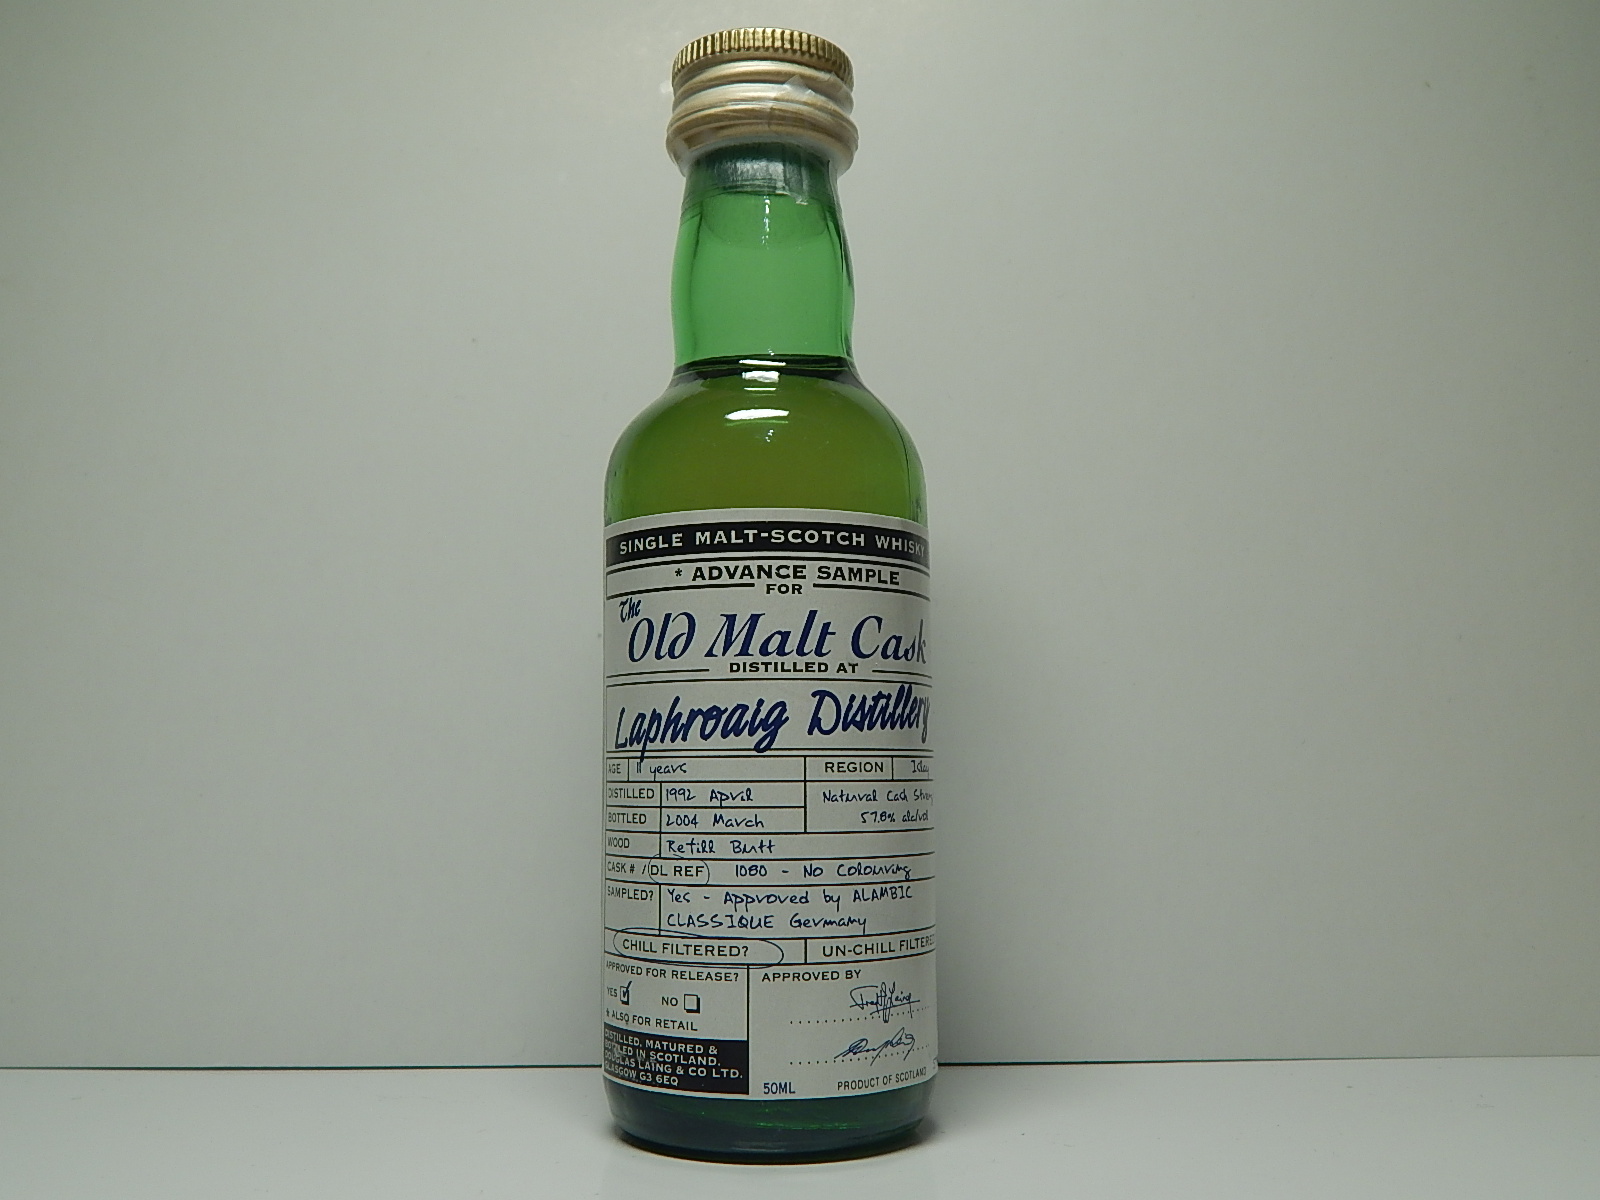 SINGLE MALT-SCOTCH WHISKY
* ADVANCE SAMPLE
FOR
The
Old Malt Cask
DISTILLED AT
Laphroaig Distillery
AGE 11 years REGION Islay
DISTILLED 1992 April Natural Cask Stren
BOTTLED 2004 March 57.8% alc/vol
WOOD Refill Butt
CASK # / DL REF 1080 - No Colouring
SAMPLED? Yes - Approved by ALAMBIC
CLASSIQUE Germany
CHILL FILTERED? UN-CHILL FILTERED
APPROVED FOR RELEASE? APPROVED BY
YES NO
* ALSO FOR RETAIL
DISTILLED, MATURED &
BOTTLED IN SCOTLAND.
DOUGLAS LAING & CO LTD.
GLASGOW G3 6EQ
50ML PRODUCT OF SCOTLAND